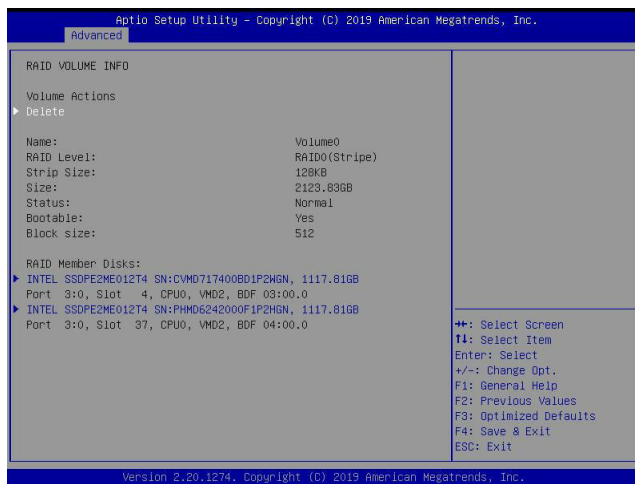 Aptio Setup Utility – Copyright (C) 2019 American Megatrends, Inc.
Advanced
RAID VOLUME INFO
Volume Actions
▶ Delete
Name: Volume0
RAID Level: RAID0(Stripe)
Strip Size: 128KB
Size: 2123.83GB
Status: Normal
Bootable: Yes
Block size: 512
RAID Member Disks:
▶ INTEL SSDPE2ME012T4 SN:CVMD717400BD1P2WGN, 1117.81GB
Port 3:0, Slot 4, CPU0, VMD2, BDF 03:00.0
▶ INTEL SSDPE2ME012T4 SN:PHMD6242000F1P2HGN, 1117.81GB
Port 3:0, Slot 37, CPU0, VMD2, BDF 04:00.0
→←: Select Screen
↑↓: Select Item
Enter: Select
+/-: Change Opt.
F1: General Help
F2: Previous Values
F3: Optimized Defaults
F4: Save & Exit
ESC: Exit
Version 2.20.1274. Copyright (C) 2019 American Megatrends, Inc.